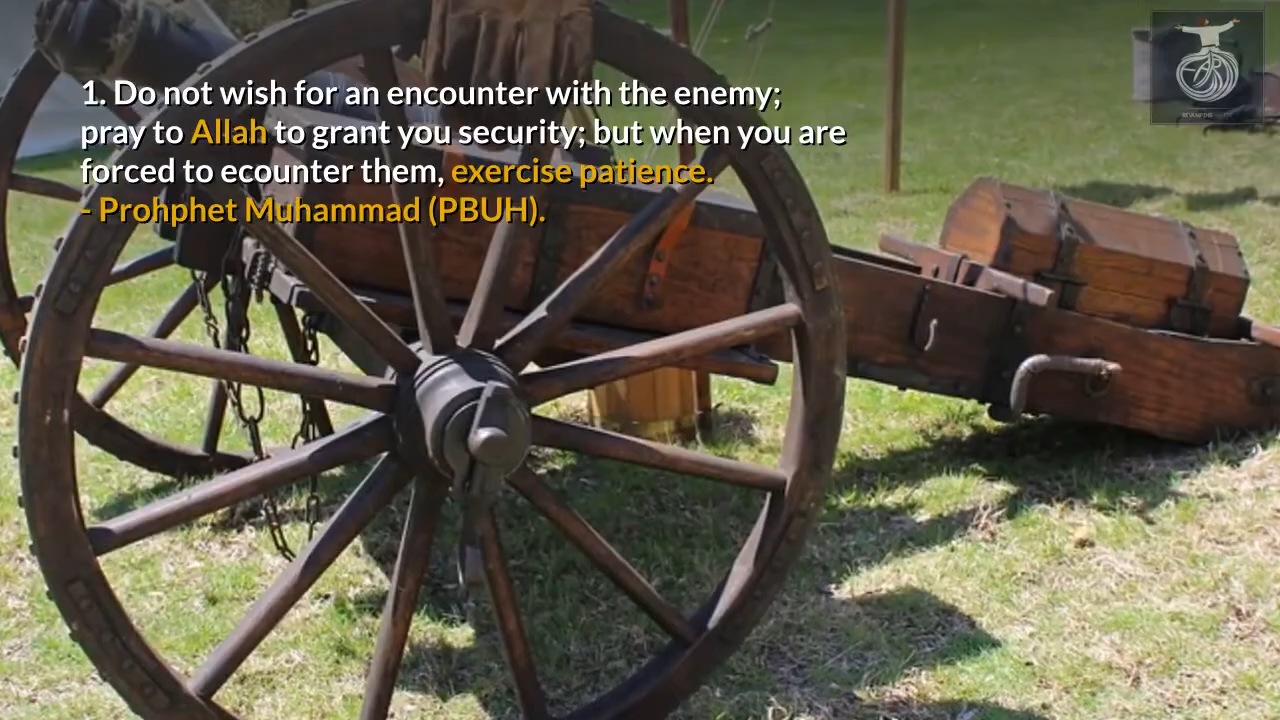 1. Do not wish for an encounter with the enemy;
pray to Allah to grant you security; but when you are
forced to ecounter them, exercise patience.
- Prohphet Muhammad (PBUH).